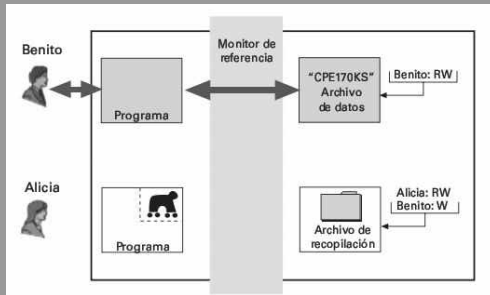 Monitor de
referencia
Benito
Programa
"CPE170KS"
Archivo
de datos
Benito: RW
Alicia
Programa
Archivo de
recopilación
Alicia: RW
Benito: W